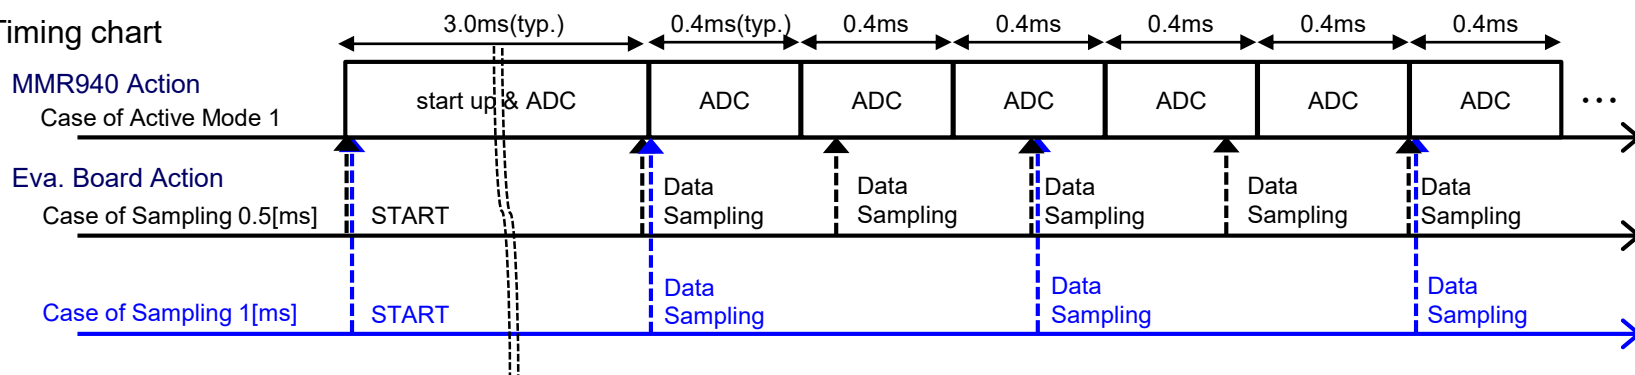 Timing chart
3.0ms(typ.) 0.4ms(typ.) 0.4ms 0.4ms 0.4ms 0.4ms 0.4ms
MMR940 Action
start up & ADC ADC ADC ADC ADC ADC ADC ...
Case of Active Mode 1
Eva. Board Action
Case of Sampling 0.5[ms] START
Data Data Data Data Data
Sampling Sampling Sampling Sampling Sampling
Case of Sampling 1[ms] START
Data Data Data
Sampling Sampling Sampling